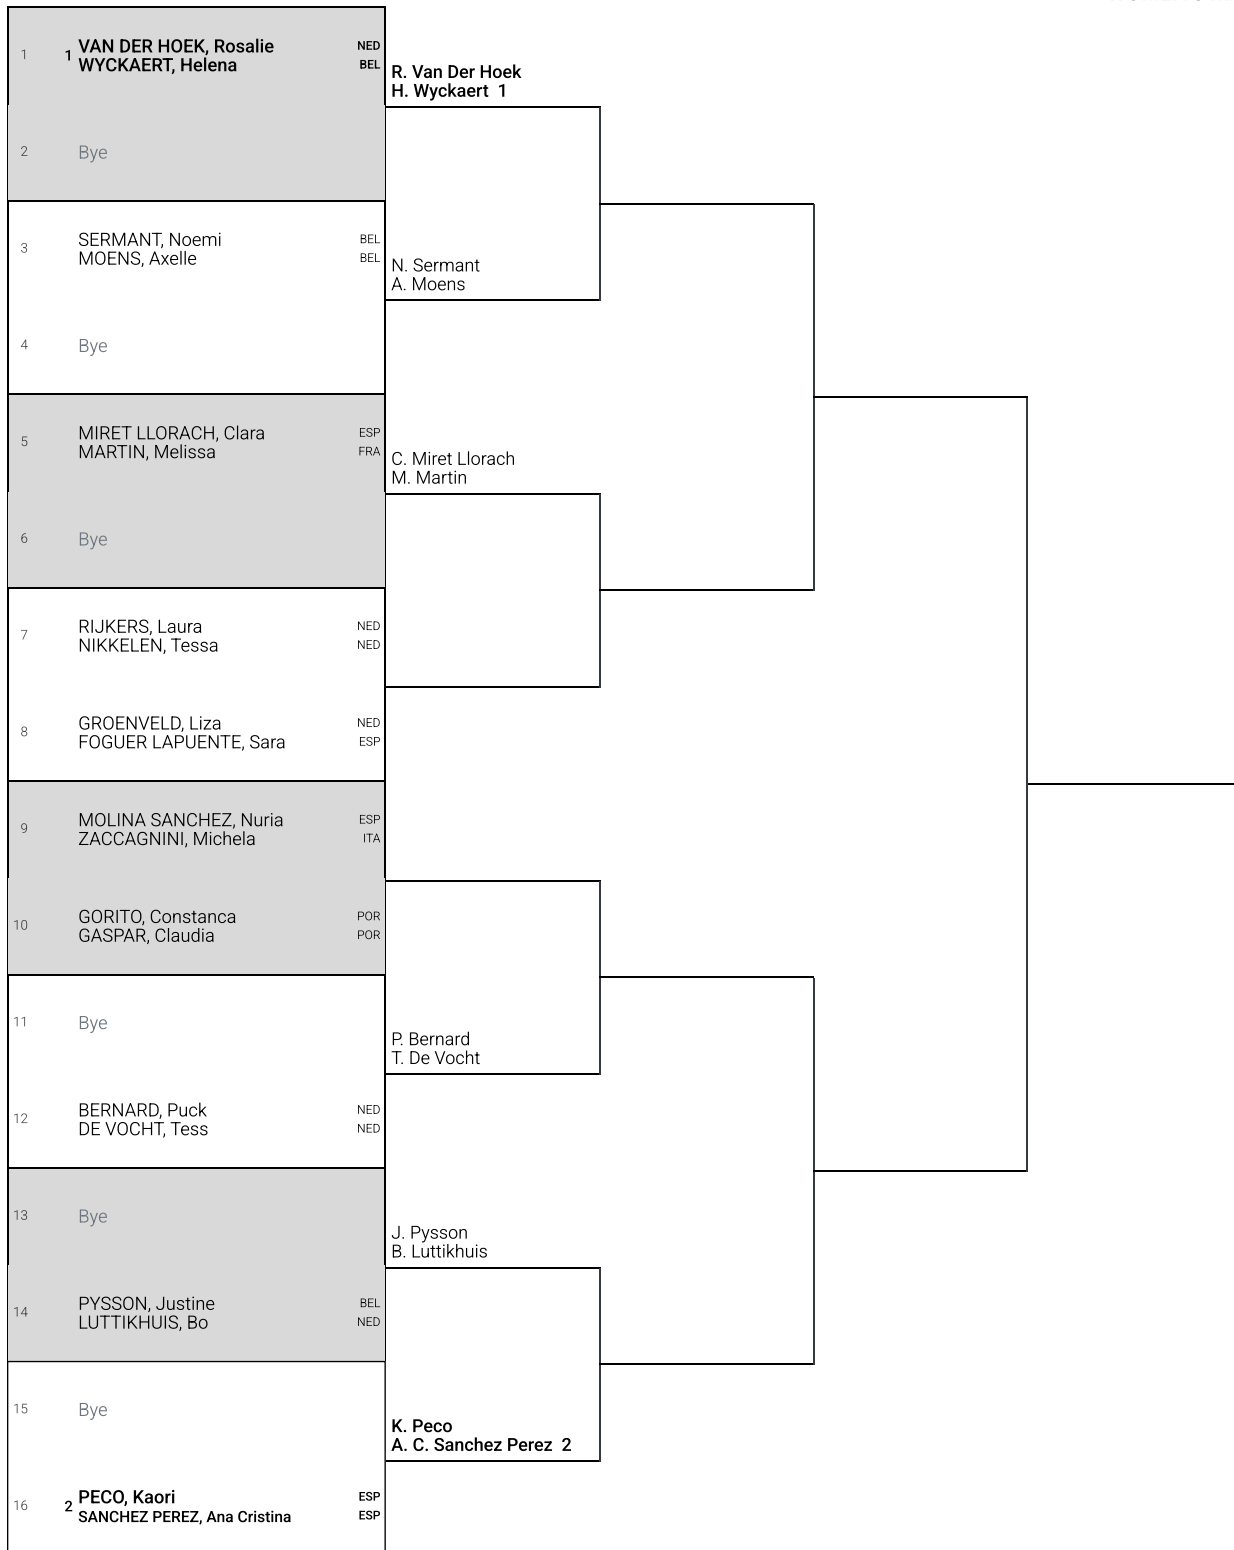 1 1 VAN DER HOEK, Rosalie NED
WYCKAERT, Helena BEL
R. Van Der Hoek
H. Wyckaert 1
2 Bye
3 SERMANT, Noemi BEL
MOENS, Axelle BEL
N. Sermant
A. Moens
4 Bye
5 MIRET LLORACH, Clara ESP
MARTIN, Melissa FRA
C. Miret Llorach
M. Martin
6 Bye
7 RIJKERS, Laura NED
NIKKELEN, Tessa NED
8 GROENVELD, Liza NED
FOGUER LAPUENTE, Sara ESP
9 MOLINA SANCHEZ, Nuria ESP
ZACCAGNINI, Michela ITA
10 GORITO, Constanca POR
GASPAR, Claudia POR
11 Bye
P. Bernard
T. De Vocht
12 BERNARD, Puck NED
DE VOCHT, Tess NED
13 Bye
J. Pysson
B. Luttikhuis
14 PYSSON, Justine BEL
LUTTIKHUIS, Bo NED
15 Bye
K. Peco
A. C. Sanchez Perez 2
16 2 PECO, Kaori ESP
SANCHEZ PEREZ, Ana Cristina ESP